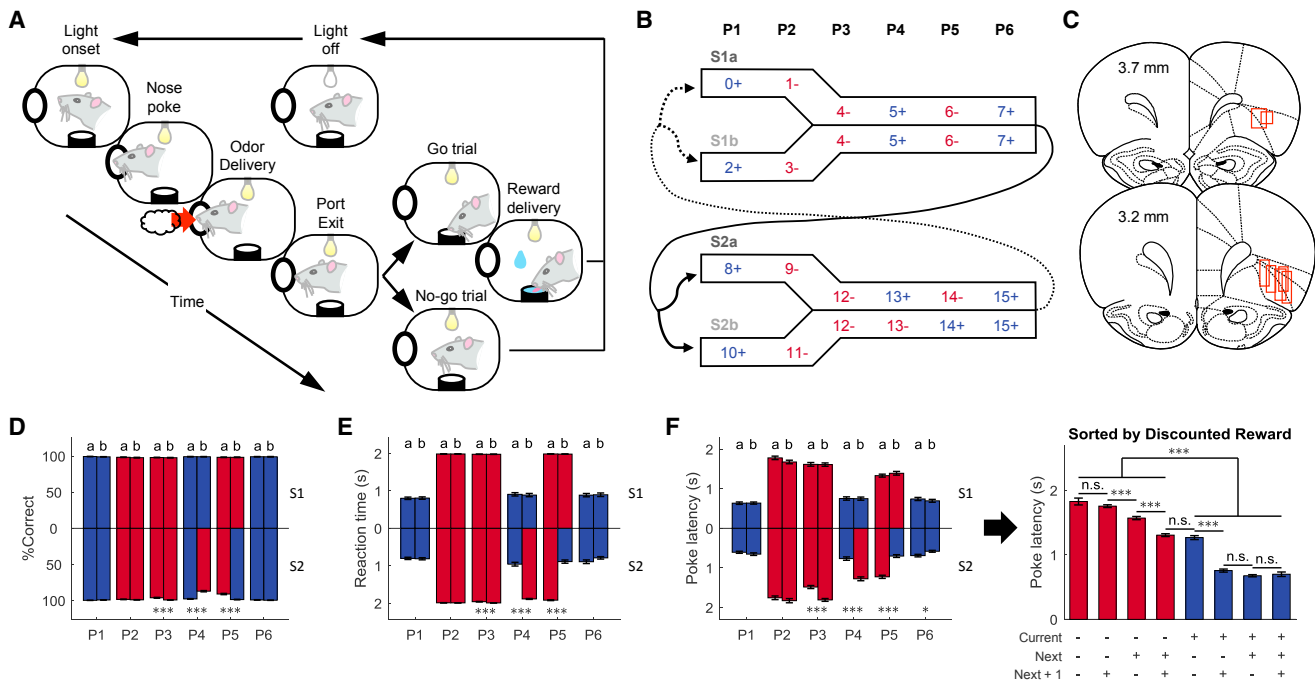 A
Light onset
Light off
Nose poke
Odor Delivery
Port Exit
Go trial
Reward delivery
No-go trial
Time
B
P1 P2 P3 P4 P5 P6
S1a
0+ 1-
4- 5+ 6- 7+
4- 5+ 6- 7+
S1b
2+ 3-
S2a
8+ 9-
12- 13+ 14- 15+
12- 13- 14+ 15+
S2b
10+ 11-
C
3.7 mm
3.2 mm
D
a b a b a b a b a b a b
%Correct
100
50
0
50
100
S1
S2
*** *** ***
P1 P2 P3 P4 P5 P6
E
a b a b a b a b a b a b
Reaction time (s)
2
1
0
1
2
S1
S2
*** *** ***
P1 P2 P3 P4 P5 P6
F
a b a b a b a b a b a b
Poke latency (s)
2
1
0
1
2
S1
S2
*** *** *** *
P1 P2 P3 P4 P5 P6
Sorted by Discounted Reward
***
n.s. *** *** n.s. *** n.s. n.s.
Poke latency (s)
2
1
0
Current - - - - + + + +
Next - - + + - - + +
Next + 1 - + - + - + - +